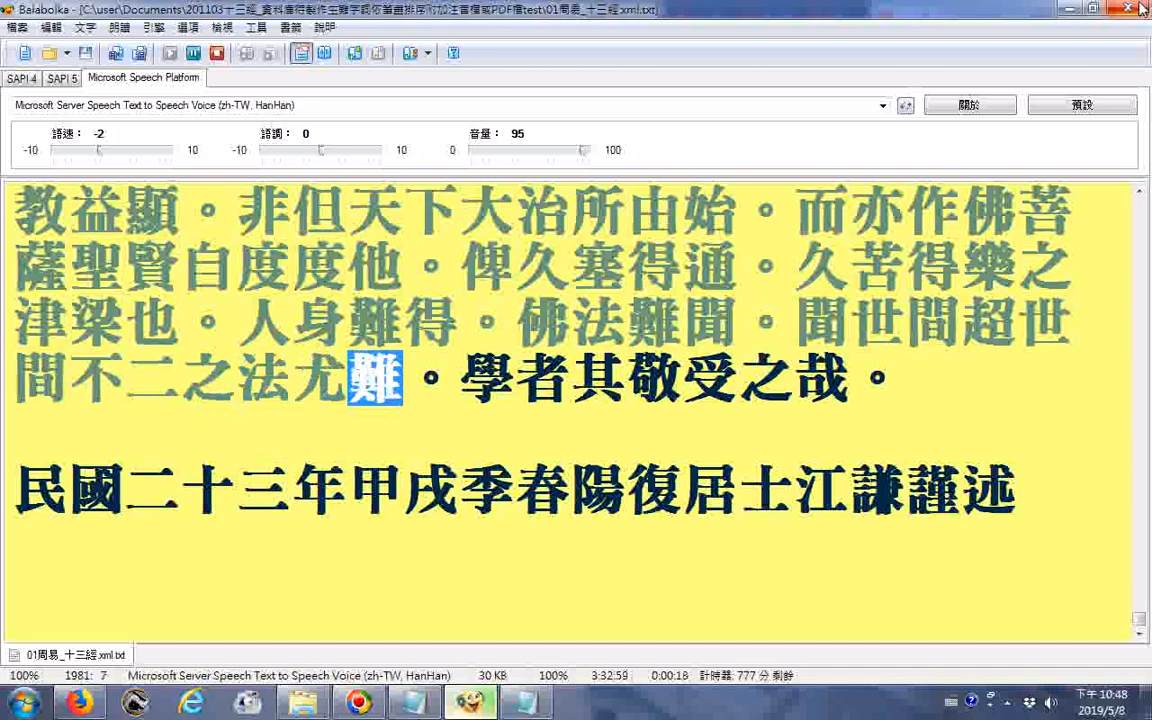 Balabolka - [C:\user\Documents\201103十三經_資料庫待製作生難字詞依筆畫排序附加注音檔或PDF檔test\01周易_十三經.xml.txt]
檔案 編輯 文字 朗讀 引擎 選項 檢視 工具 書籤 說明
SAPI 4 SAPI 5 Microsoft Speech Platform
Microsoft Server Speech Text to Speech Voice (zh-TW, HanHan) 關於 預設
語速： -2 語調： 0 音量： 95
-10 10 -10 10 0 100
教益顯。非但天下大治所由始。而亦作佛菩
薩聖賢自度度他。俾久塞得通。久苦得樂之
津梁也。人身難得。佛法難聞。聞世間超世
間不二之法尤難。學者其敬受之哉。
民國二十三年甲戌季春陽復居士江謙謹述
01周易_十三經.xml.txt
100% 1981: 7 Microsoft Server Speech Text to Speech Voice (zh-TW, HanHan) 30 KB 100% 3:32:59 0:00:18 計時器: 777 分 剩餘
下午 10:48
2019/5/8